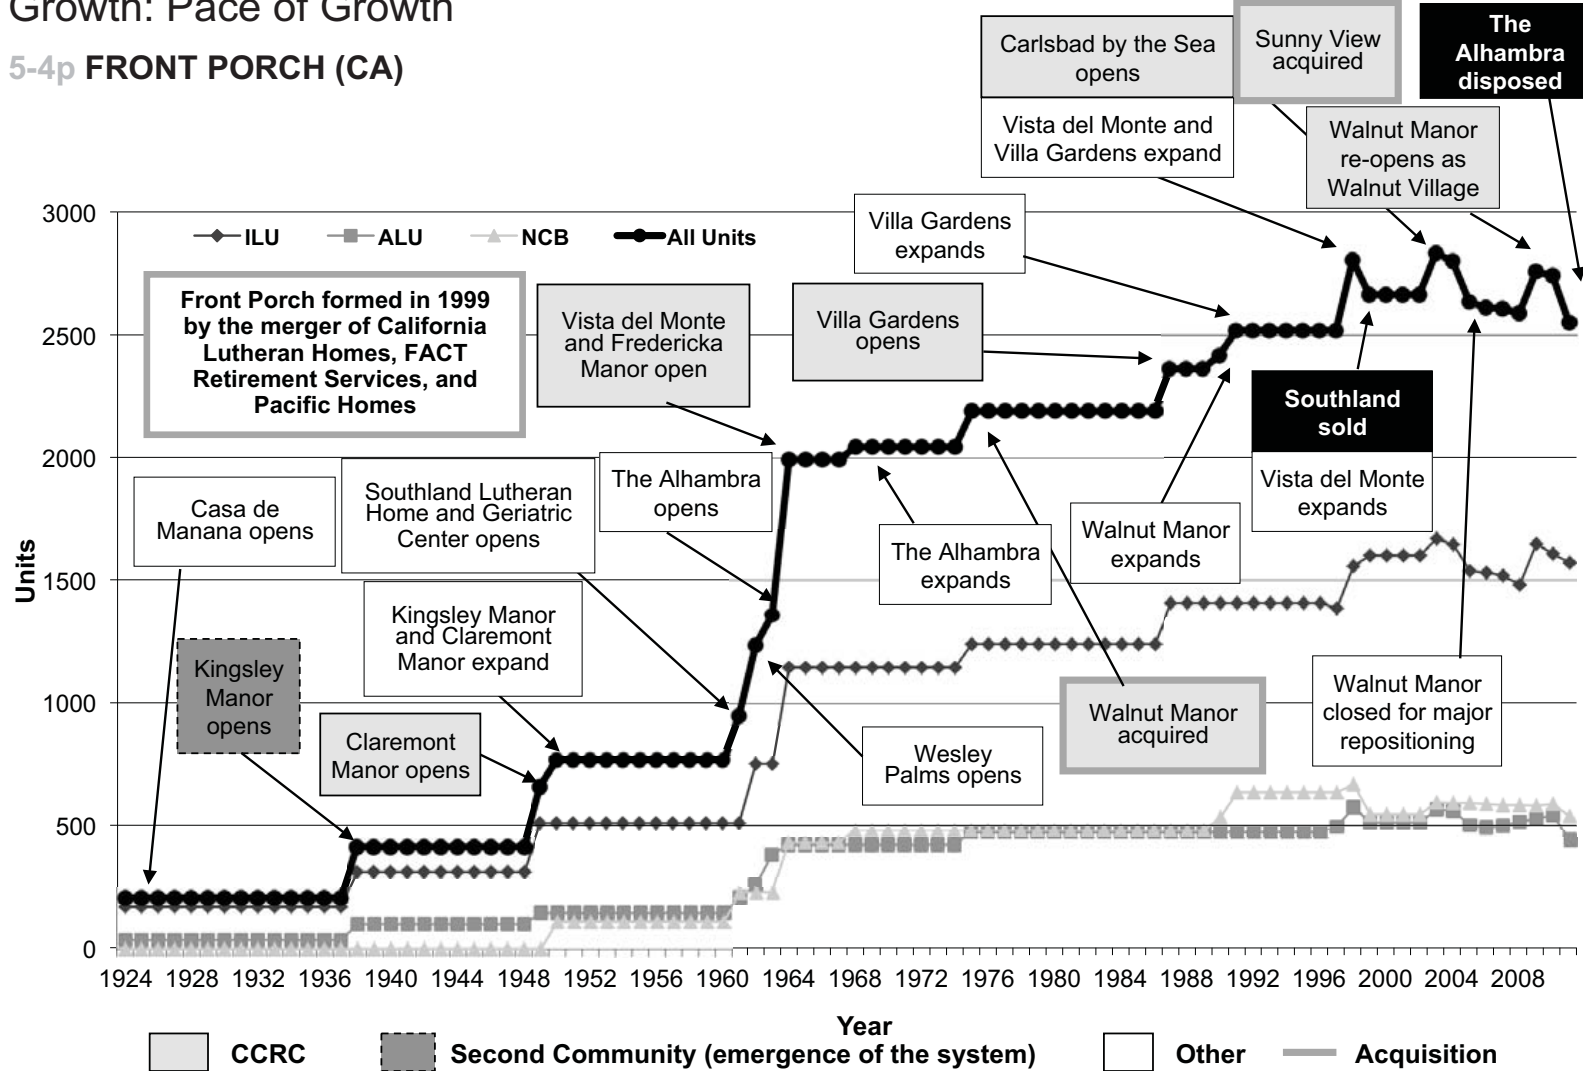 Growth: Pace of Growth
5-4p FRONT PORCH (CA)
Carlsbad by the Sea
opens
Vista del Monte and
Villa Gardens expand
Sunny View
acquired
The
Alhambra
disposed
Walnut Manor
re-opens as
Walnut Village
Villa Gardens
expands
ILU
ALU
NCB
All Units
Front Porch formed in 1999
by the merger of California
Lutheran Homes, FACT
Retirement Services, and
Pacific Homes
Vista del Monte
and Fredericka
Manor open
Villa Gardens
opens
Southland
sold
Vista del Monte
expands
Casa de
Manana opens
Southland Lutheran
Home and Geriatric
Center opens
The Alhambra
opens
The Alhambra
expands
Walnut Manor
expands
Kingsley Manor
and Claremont
Manor expand
Kingsley
Manor
opens
Claremont
Manor opens
Wesley
Palms opens
Walnut Manor
acquired
Walnut Manor
closed for major
repositioning
Units
3000
2500
2000
1500
1000
500
0
1924 1928 1932 1936 1940 1944 1948 1952 1956 1960 1964 1968 1972 1976 1980 1984 1988 1992 1996 2000 2004 2008
Year
CCRC
Second Community (emergence of the system)
Other
Acquisition